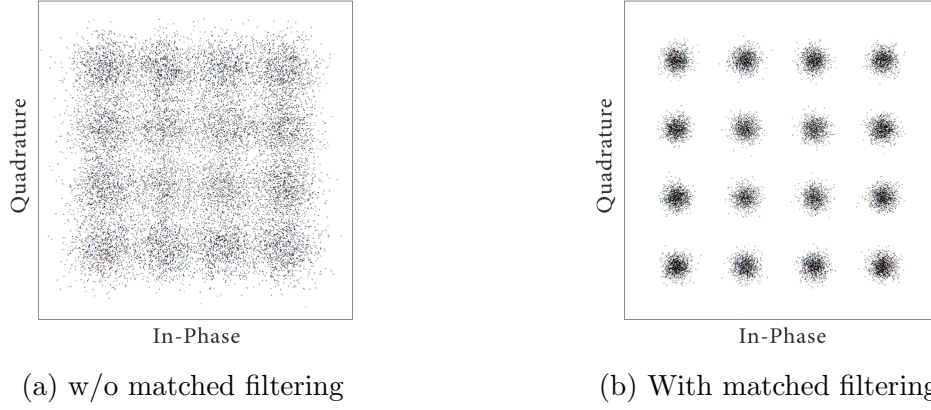 Quadrature
In-Phase
(a) w/o matched filtering
Quadrature
In-Phase
(b) With matched filtering